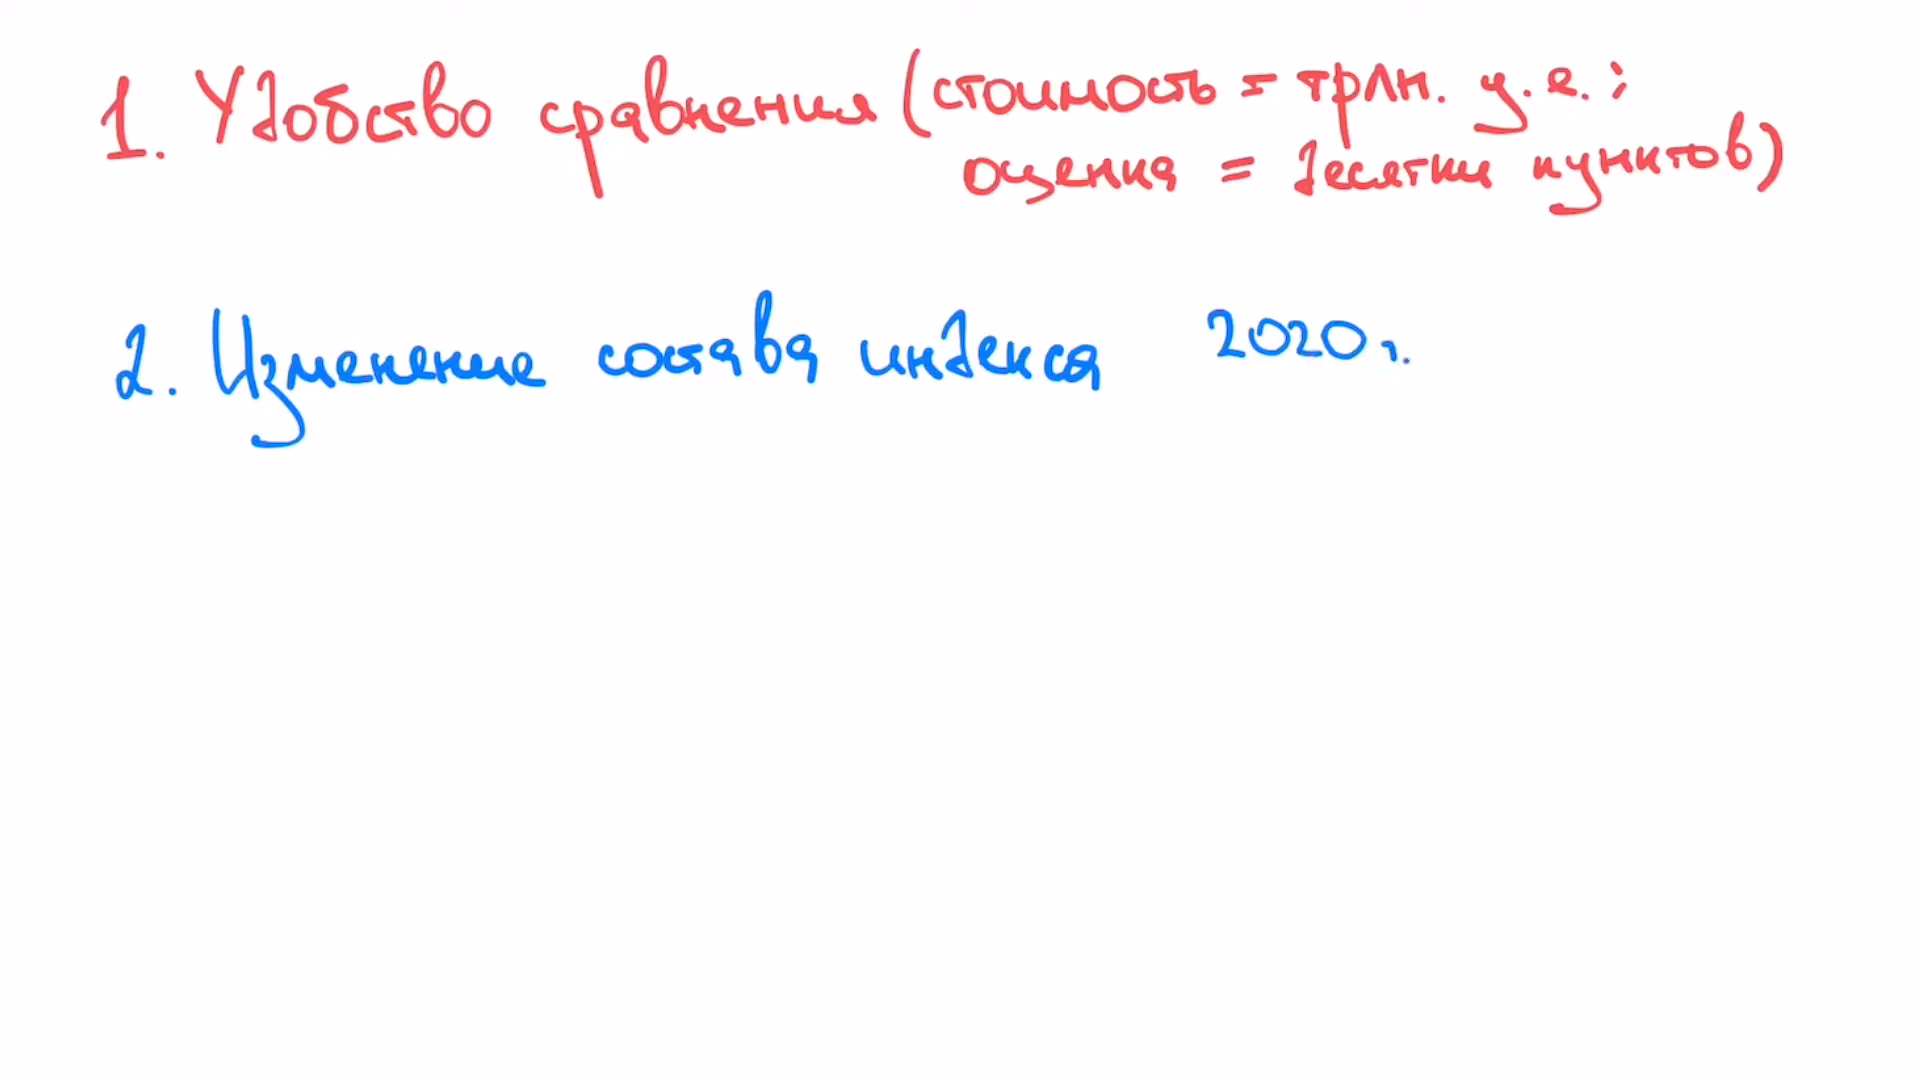 1. Удобство сравнения (стоимость = трлн. у.е.;
оценка = десятки пунктов)
2. Изменение состава индекса 2020 г.